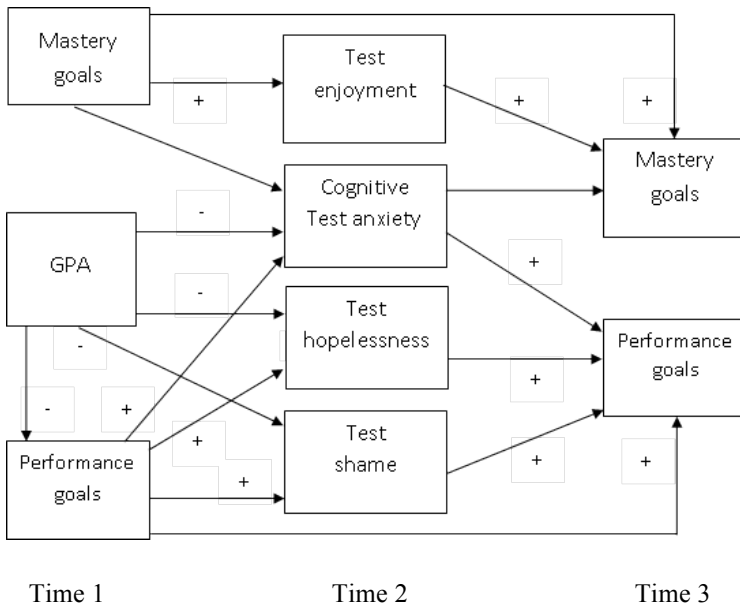 Mastery
goals
Test
enjoyment
+
+
+
Mastery
goals
Cognitive
Test anxiety
-
GPA
+
-
Test
hopelessness
Performance
goals
-
+
-
+
+
Test
shame
+
+
+
Performance
goals
Time 1
Time 2
Time 3